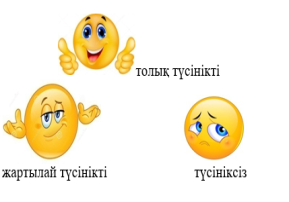 толық түсінікті
жартылай түсінікті
түсініксіз